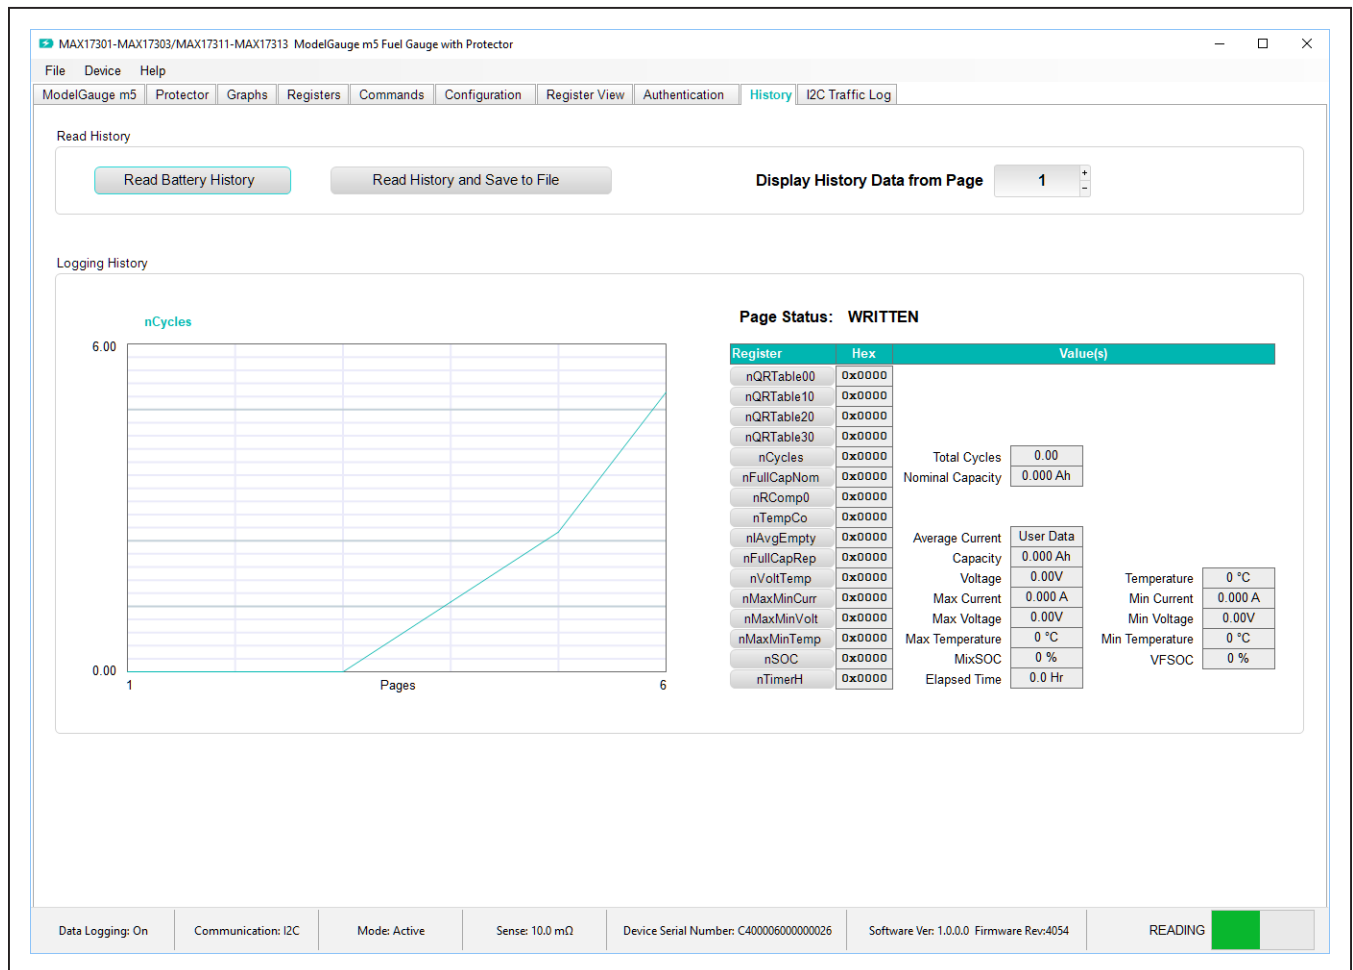 MAX17301-MAX17303/MAX17311-MAX17313 ModelGauge m5 Fuel Gauge with Protector
File Device Help
ModelGauge m5 Protector Graphs Registers Commands Configuration Register View Authentication History I2C Traffic Log
Read History
Read Battery History Read History and Save to File Display History Data from Page 1 + -
Logging History
nCycles
6.00
0.00
1 Pages 6
Page Status: WRITTEN
Register Hex Value(s)
nQRTable00 0x0000
nQRTable10 0x0000
nQRTable20 0x0000
nQRTable30 0x0000
nCycles 0x0000 Total Cycles 0.00
nFullCapNom 0x0000 Nominal Capacity 0.000 Ah
nRComp0 0x0000
nTempCo 0x0000
nIAvgEmpty 0x0000 Average Current User Data
nFullCapRep 0x0000 Capacity 0.000 Ah
nVoltTemp 0x0000 Voltage 0.00V Temperature 0 °C
nMaxMinCurr 0x0000 Max Current 0.000 A Min Current 0.000 A
nMaxMinVolt 0x0000 Max Voltage 0.00V Min Voltage 0.00V
nMaxMinTemp 0x0000 Max Temperature 0 °C Min Temperature 0 °C
nSOC 0x0000 MixSOC 0 % VFSOC 0 %
nTimerH 0x0000 Elapsed Time 0.0 Hr
Data Logging: On Communication: I2C Mode: Active Sense: 10.0 mΩ Device Serial Number: C400006000000026 Software Ver: 1.0.0.0 Firmware Rev:4054 READING